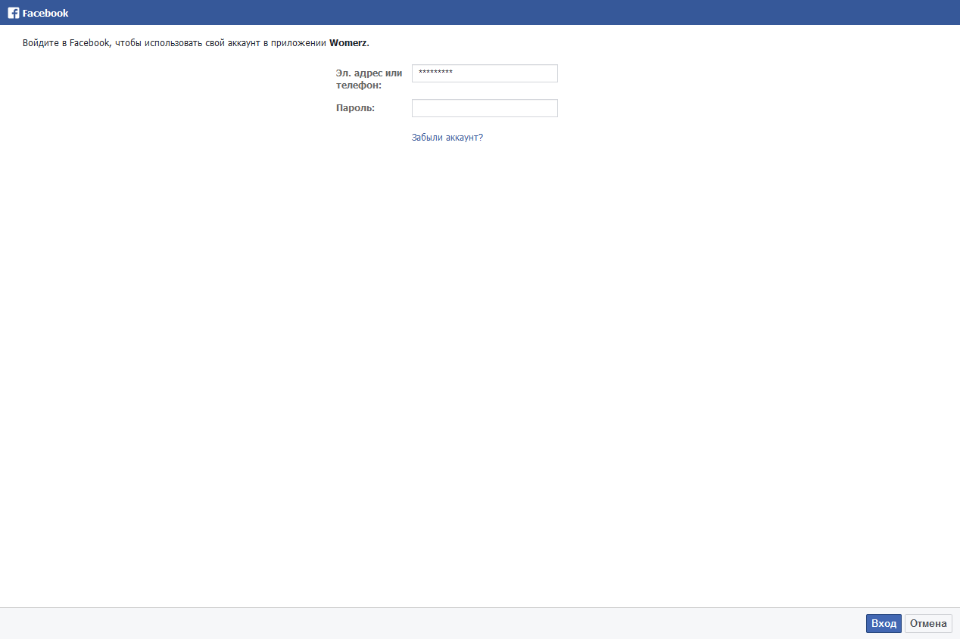 Facebook
Войдите в Facebook, чтобы использовать свой аккаунт в приложении Womerz.
Эл. адрес или
телефон:
*********
Пароль:
Забыли аккаунт?
Вход Отмена